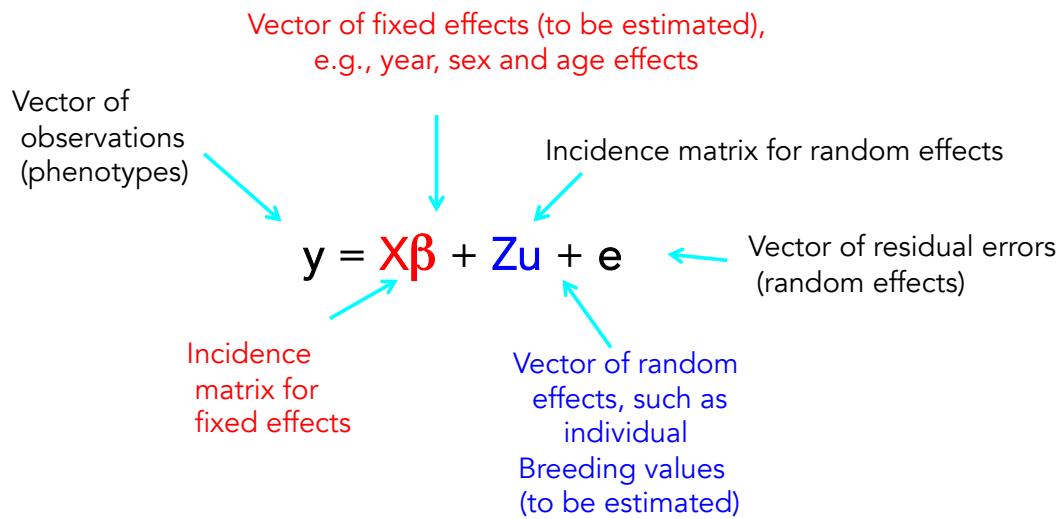 Vector of fixed effects (to be estimated),
e.g., year, sex and age effects
Vector of
observations
(phenotypes)
Incidence matrix for random effects
y = Xβ + Zu + e
Vector of residual errors
(random effects)
Incidence
matrix for
fixed effects
Vector of random
effects, such as
individual
Breeding values
(to be estimated)